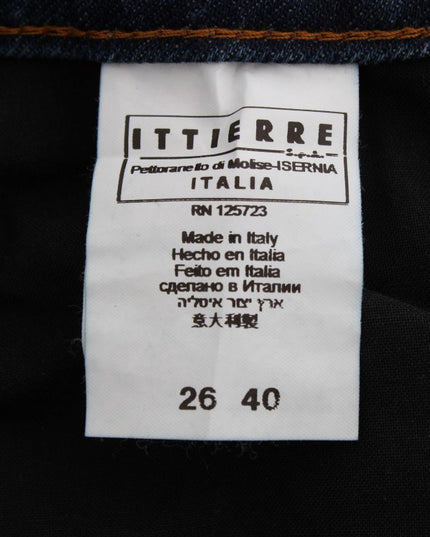 ITTIERRE
S.p.A.
Pettoranello di Molise-ISERNIA
ITALIA
RN 125723
Made in Italy
Hecho en Italia
Feito em Italia
сделано в Италии
ארץ יצור איטליה
意大利製
26 40